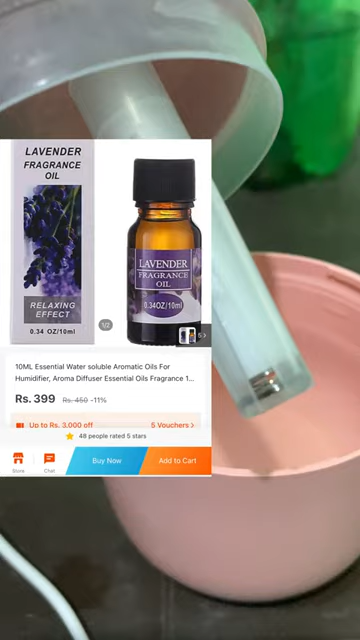 LAVENDER
FRAGRANCE
OIL
RELAXING
EFFECT
0.34 OZ/10ml
LAVENDER
FRAGRANCE
OIL
0.34OZ/10ml
1/2
10ML Essential Water soluble Aromatic Oils For
Humidifier, Aroma Diffuser Essential Oils Fragrance 1...
Rs. 399 Rs. 450 -11%
Up to Rs. 3,000 off 5 Vouchers >
48 people rated 5 stars
Store
Chat
Buy Now
Add to Cart